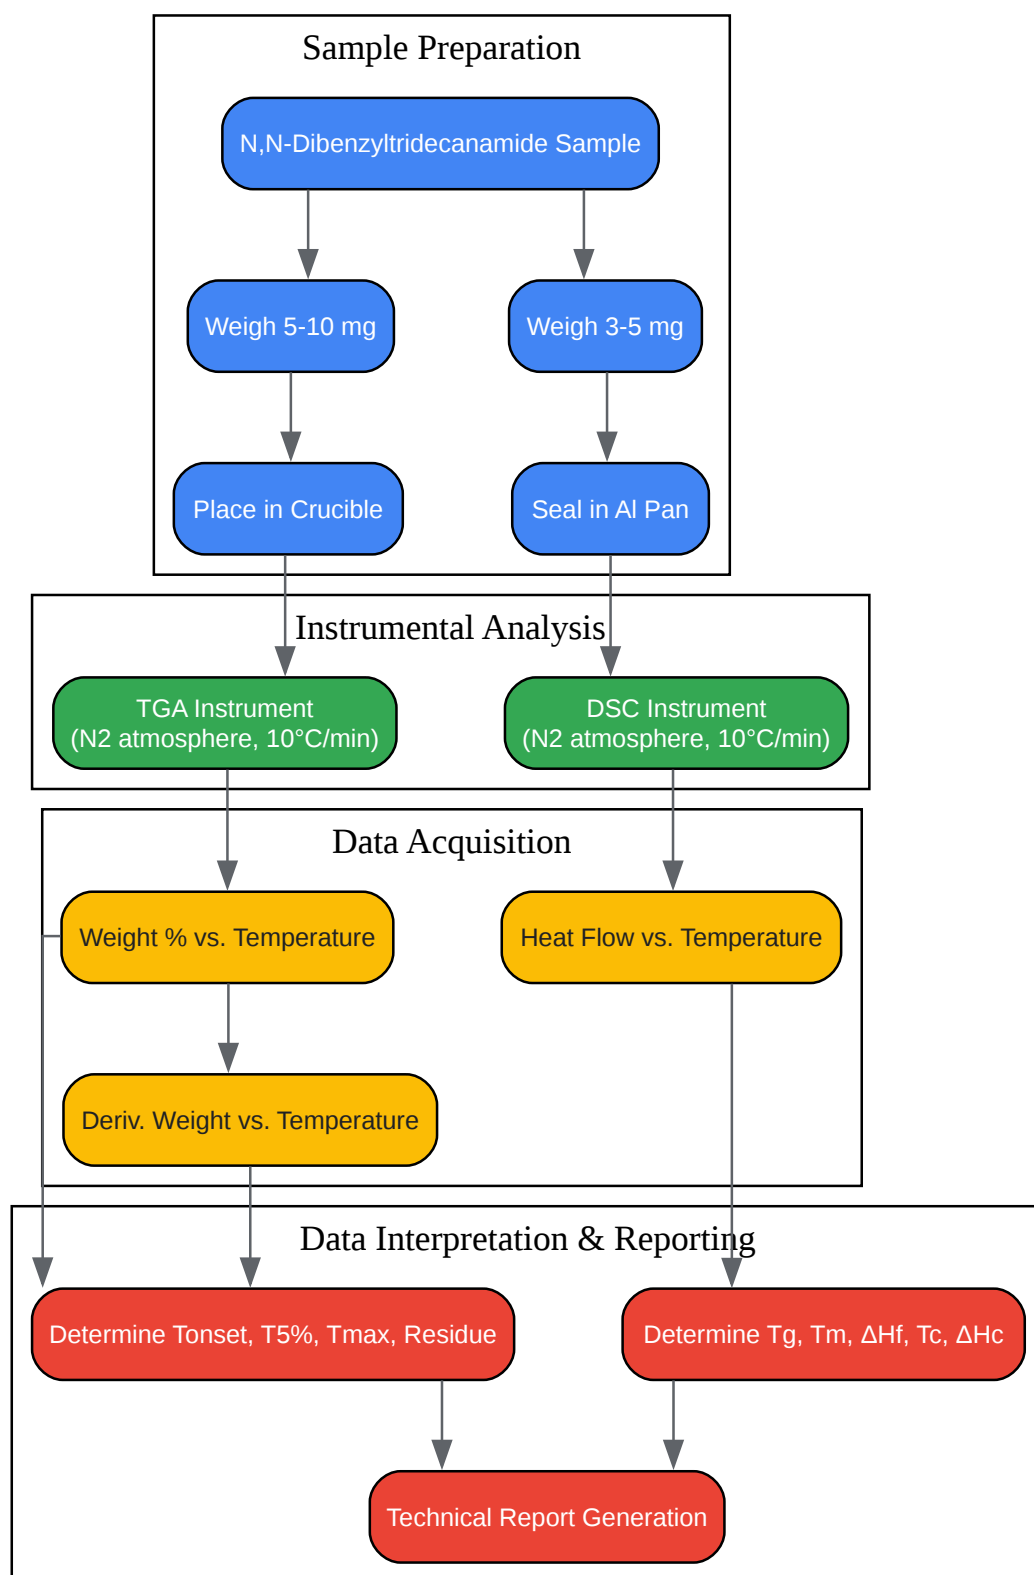 Sample Preparation
N,N-Dibenzyltridecanamide Sample
Weigh 5-10 mg
Weigh 3-5 mg
Place in Crucible
Seal in Al Pan
Instrumental Analysis
TGA Instrument
(N2 atmosphere, 10°C/min)
DSC Instrument
(N2 atmosphere, 10°C/min)
Data Acquisition
Weight % vs. Temperature
Heat Flow vs. Temperature
Deriv. Weight vs. Temperature
Data Interpretation & Reporting
Determine Tonset, T5%, Tmax, Residue
Determine Tg, Tm, ΔHf, Tc, ΔHc
Technical Report Generation